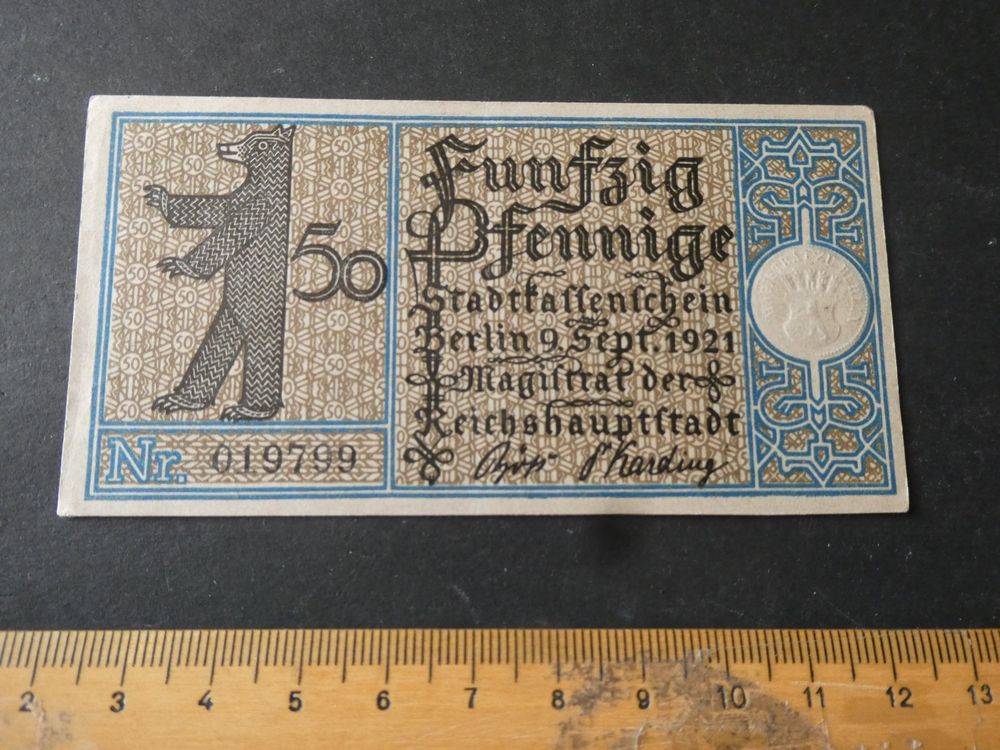 50
Funfzig
Pfennige
Stadtkassenschein
Berlin 9. Sept. 1921
Magistrat der
Reichshauptstadt
Nr. 019799
2 3 4 5 6 7 8 9 10 11 12 13